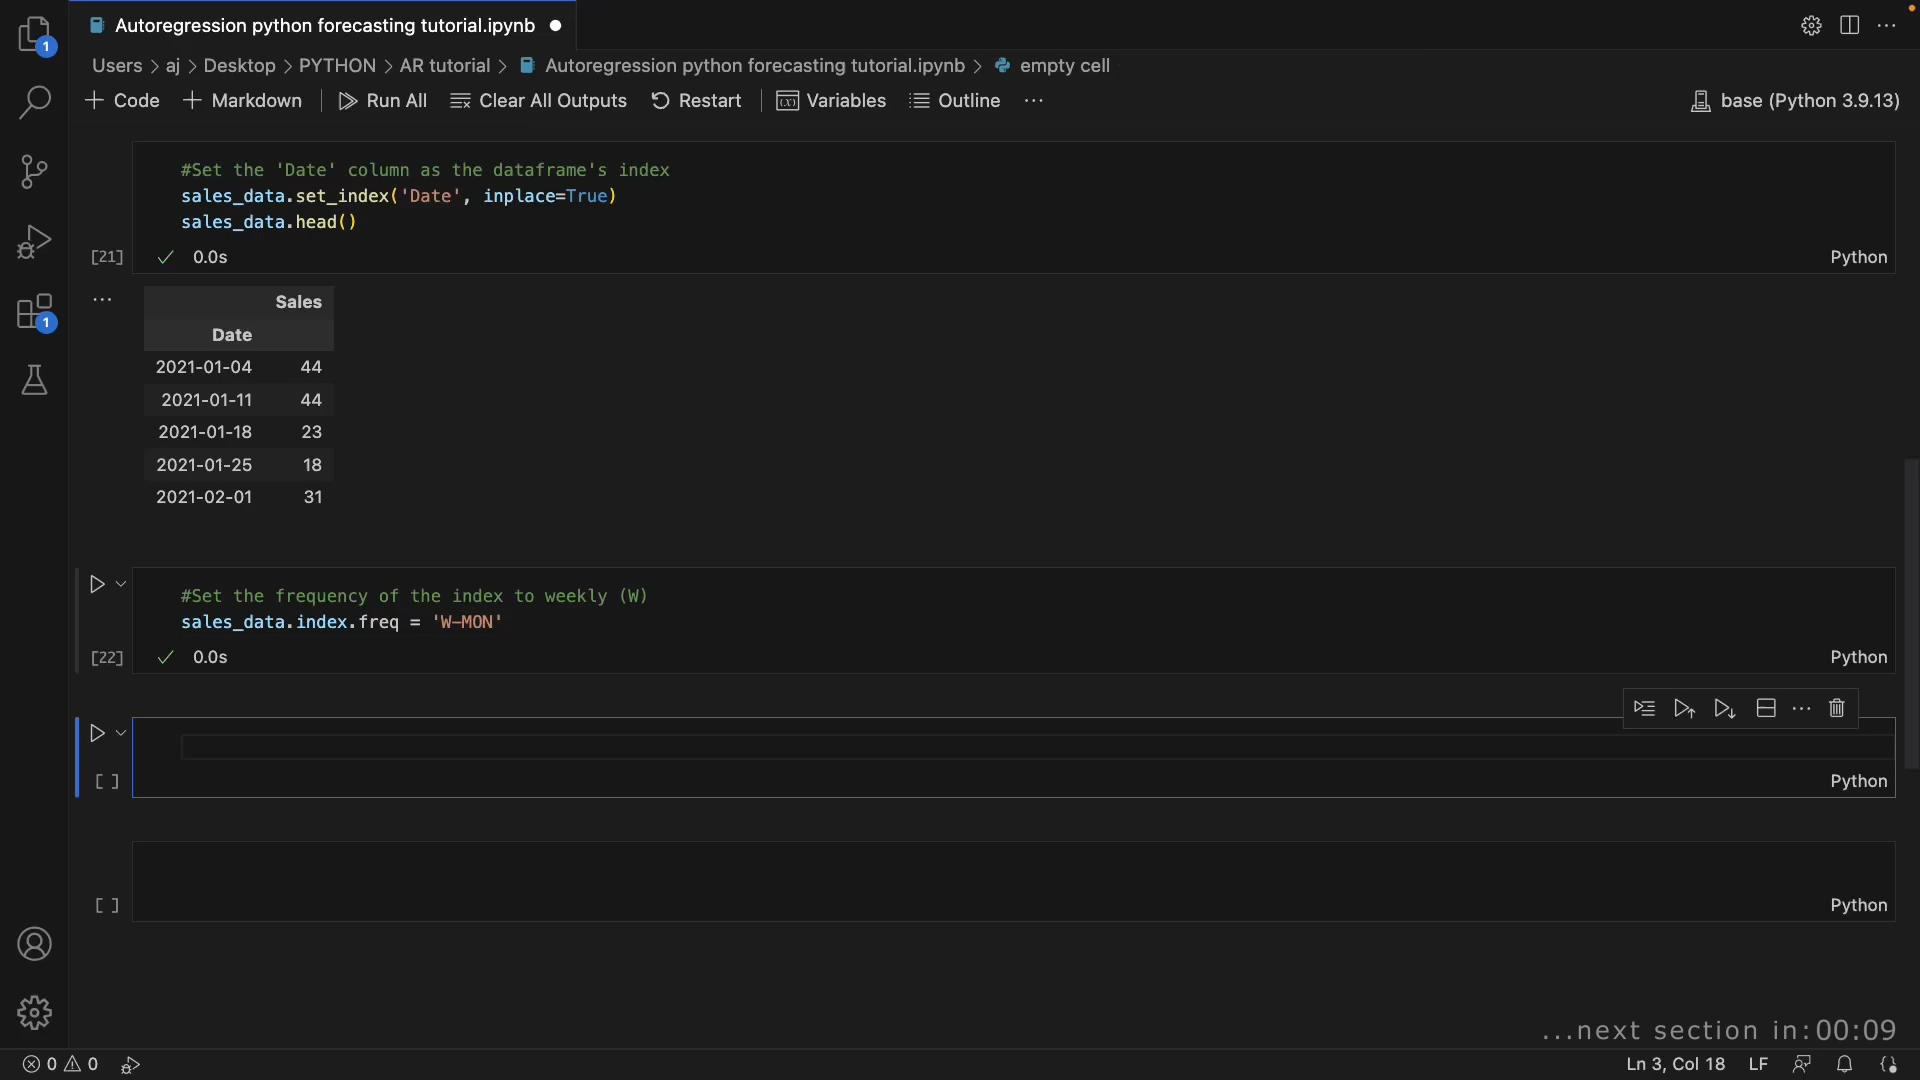 Autoregression python forecasting tutorial.ipynb
1
Users > aj > Desktop > PYTHON > AR tutorial > Autoregression python forecasting tutorial.ipynb > empty cell
+ Code + Markdown Run All Clear All Outputs Restart Variables Outline ... base (Python 3.9.13)
#Set the 'Date' column as the dataframe's index
sales_data.set_index('Date', inplace=True)
sales_data.head()
[21] 0.0s Python
... Sales
1
Date
2021-01-04 44
2021-01-11 44
2021-01-18 23
2021-01-25 18
2021-02-01 31
#Set the frequency of the index to weekly (W)
sales_data.index.freq = 'W-MON'
[22] 0.0s Python
[ ] Python
[ ] Python
...next section in:00:09
0 0 Ln 3, Col 18 LF